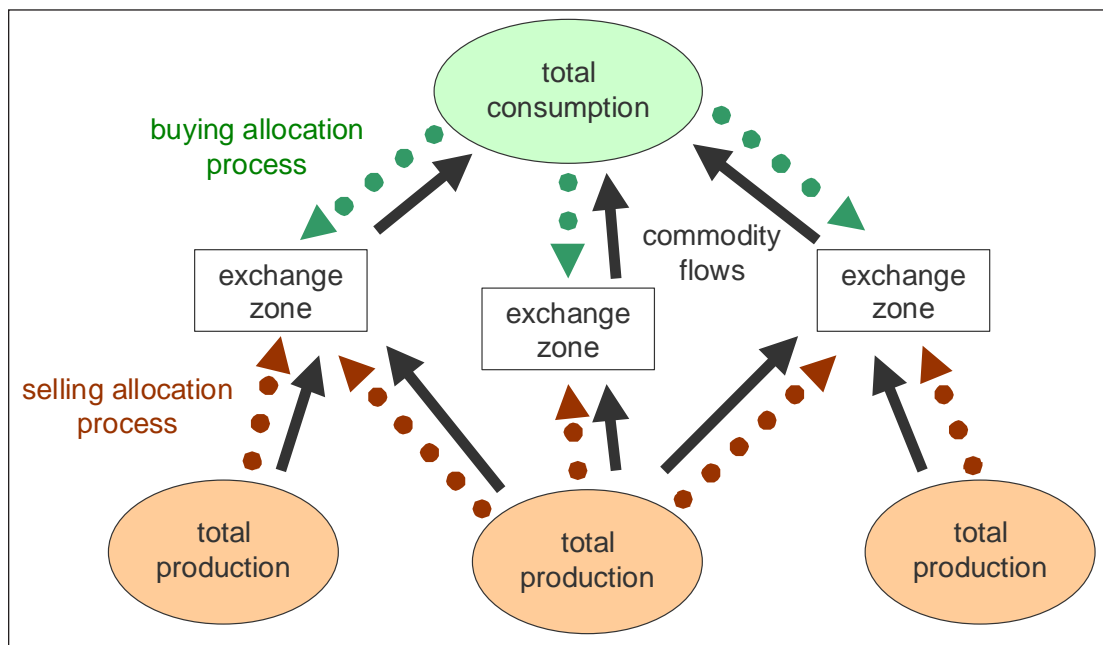 total
consumption
buying allocation
process
commodity
flows
exchange
zone
exchange
zone
exchange
zone
selling allocation
process
total
production
total
production
total
production